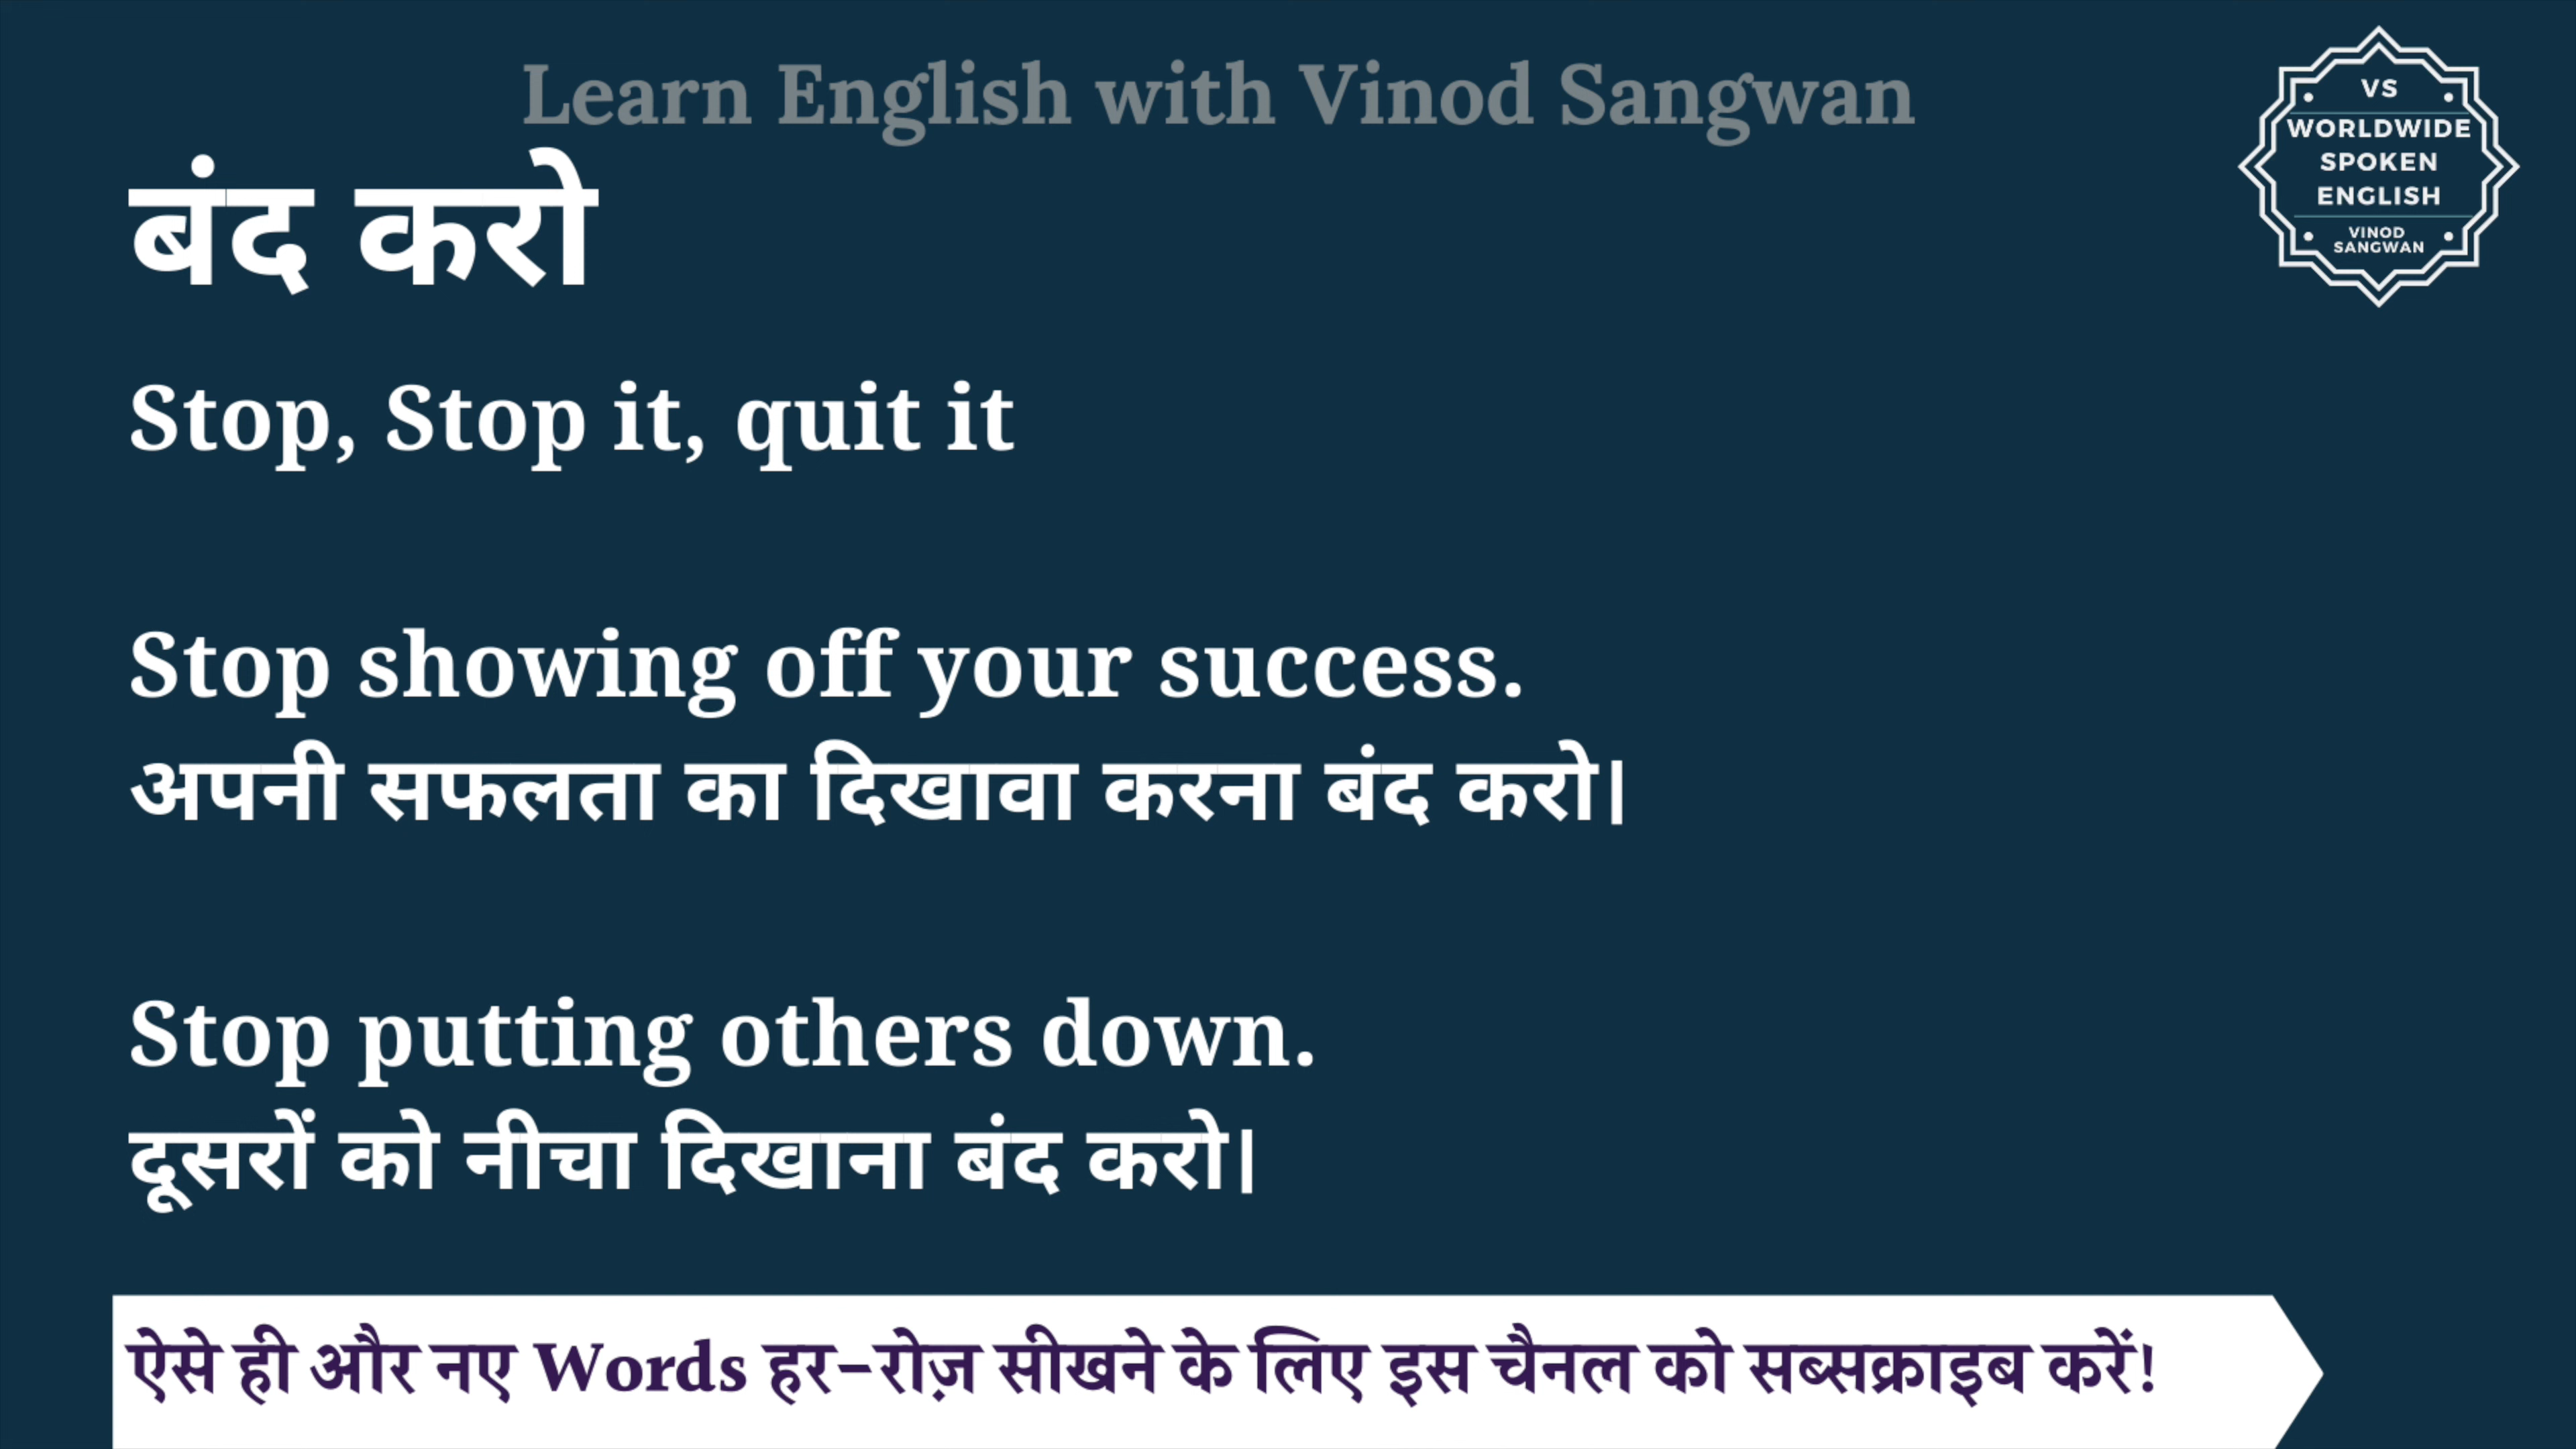 Learn English with Vinod Sangwan
VS
WORLDWIDE
SPOKEN
ENGLISH
VINOD
SANGWAN
बंद करो
Stop, Stop it, quit it
Stop showing off your success.
अपनी सफलता का दिखावा करना बंद करो।
Stop putting others down.
दूसरों को नीचा दिखाना बंद करो।
ऐसे ही और नए Words हर-रोज़ सीखने के लिए इस चैनल को सब्सक्राइब करें!